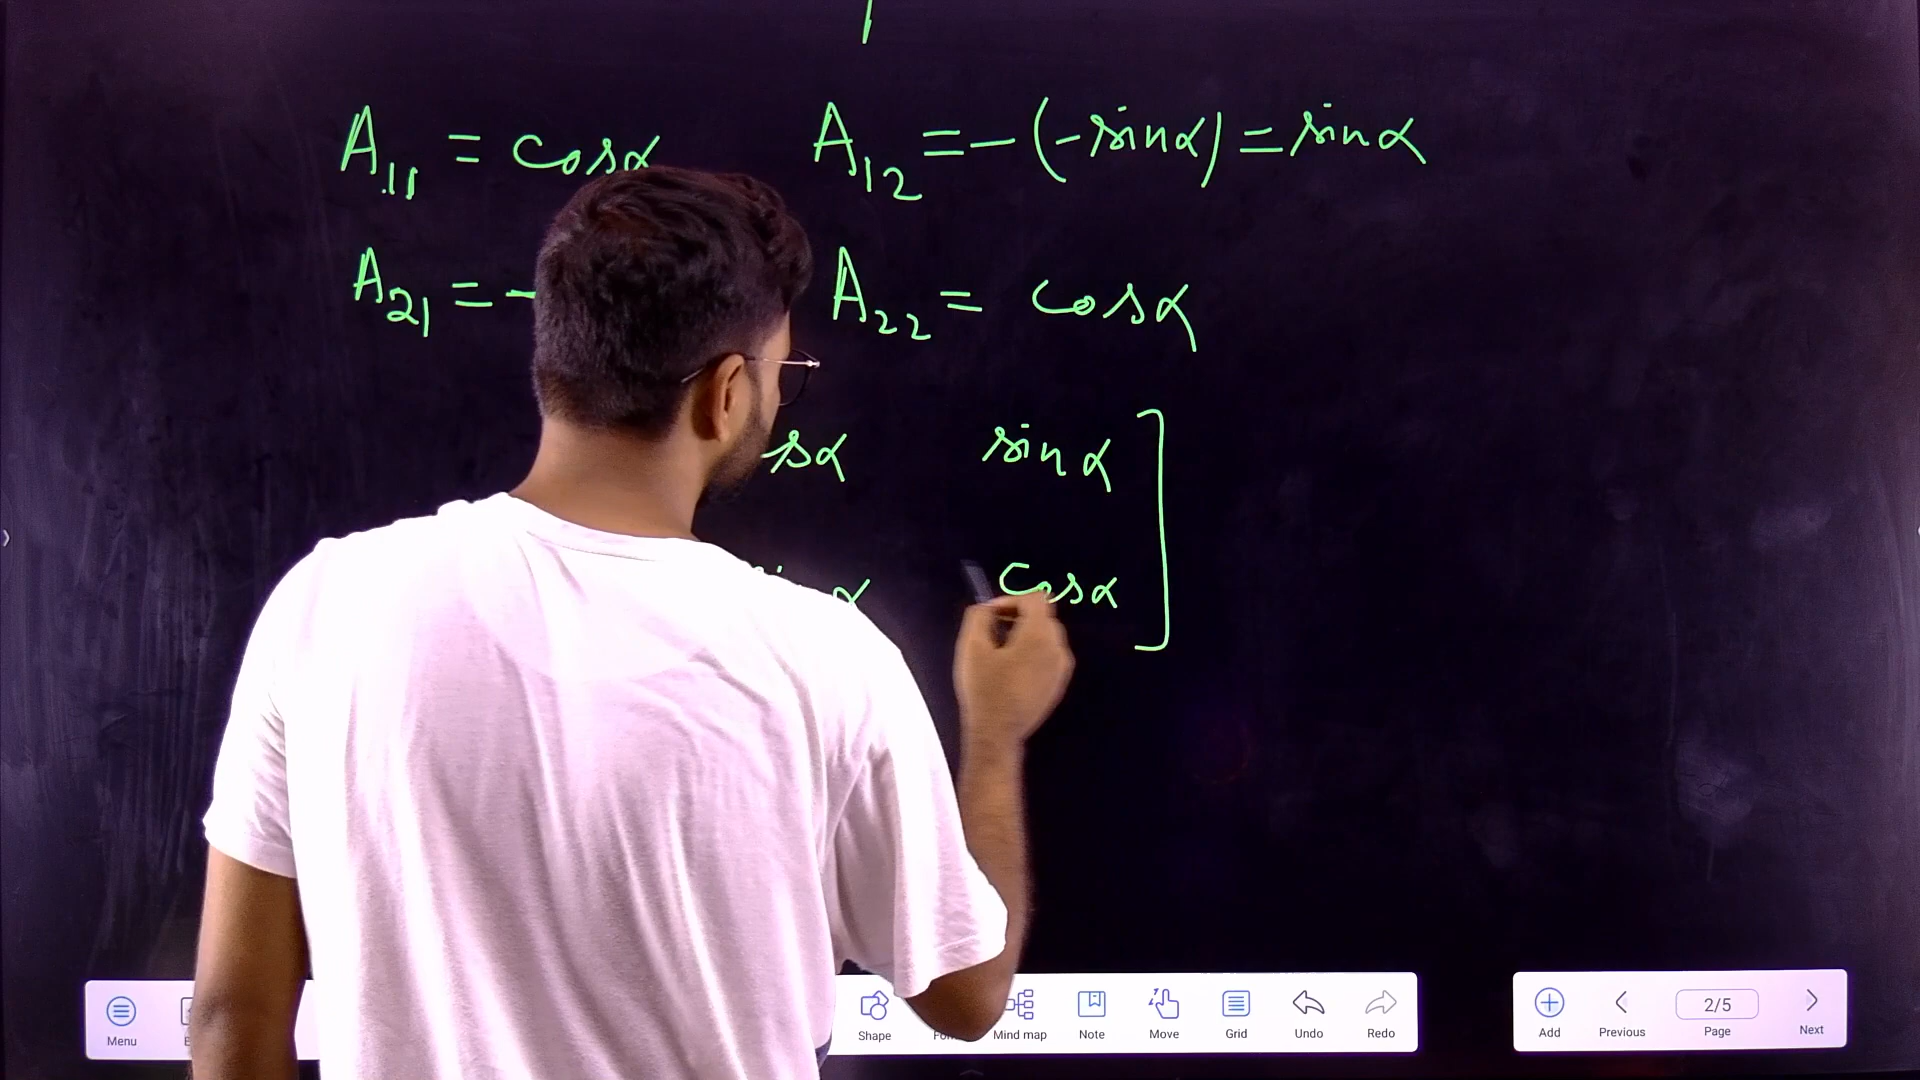 A₁₁ = cosα A₁₂ = -(-sinα) = sinα
A₂₁ = - A₂₂ = cosα
sα sinα
α cosα
Menu Shape Mind map Note Move Grid Undo Redo Add Previous 2/5 Page Next